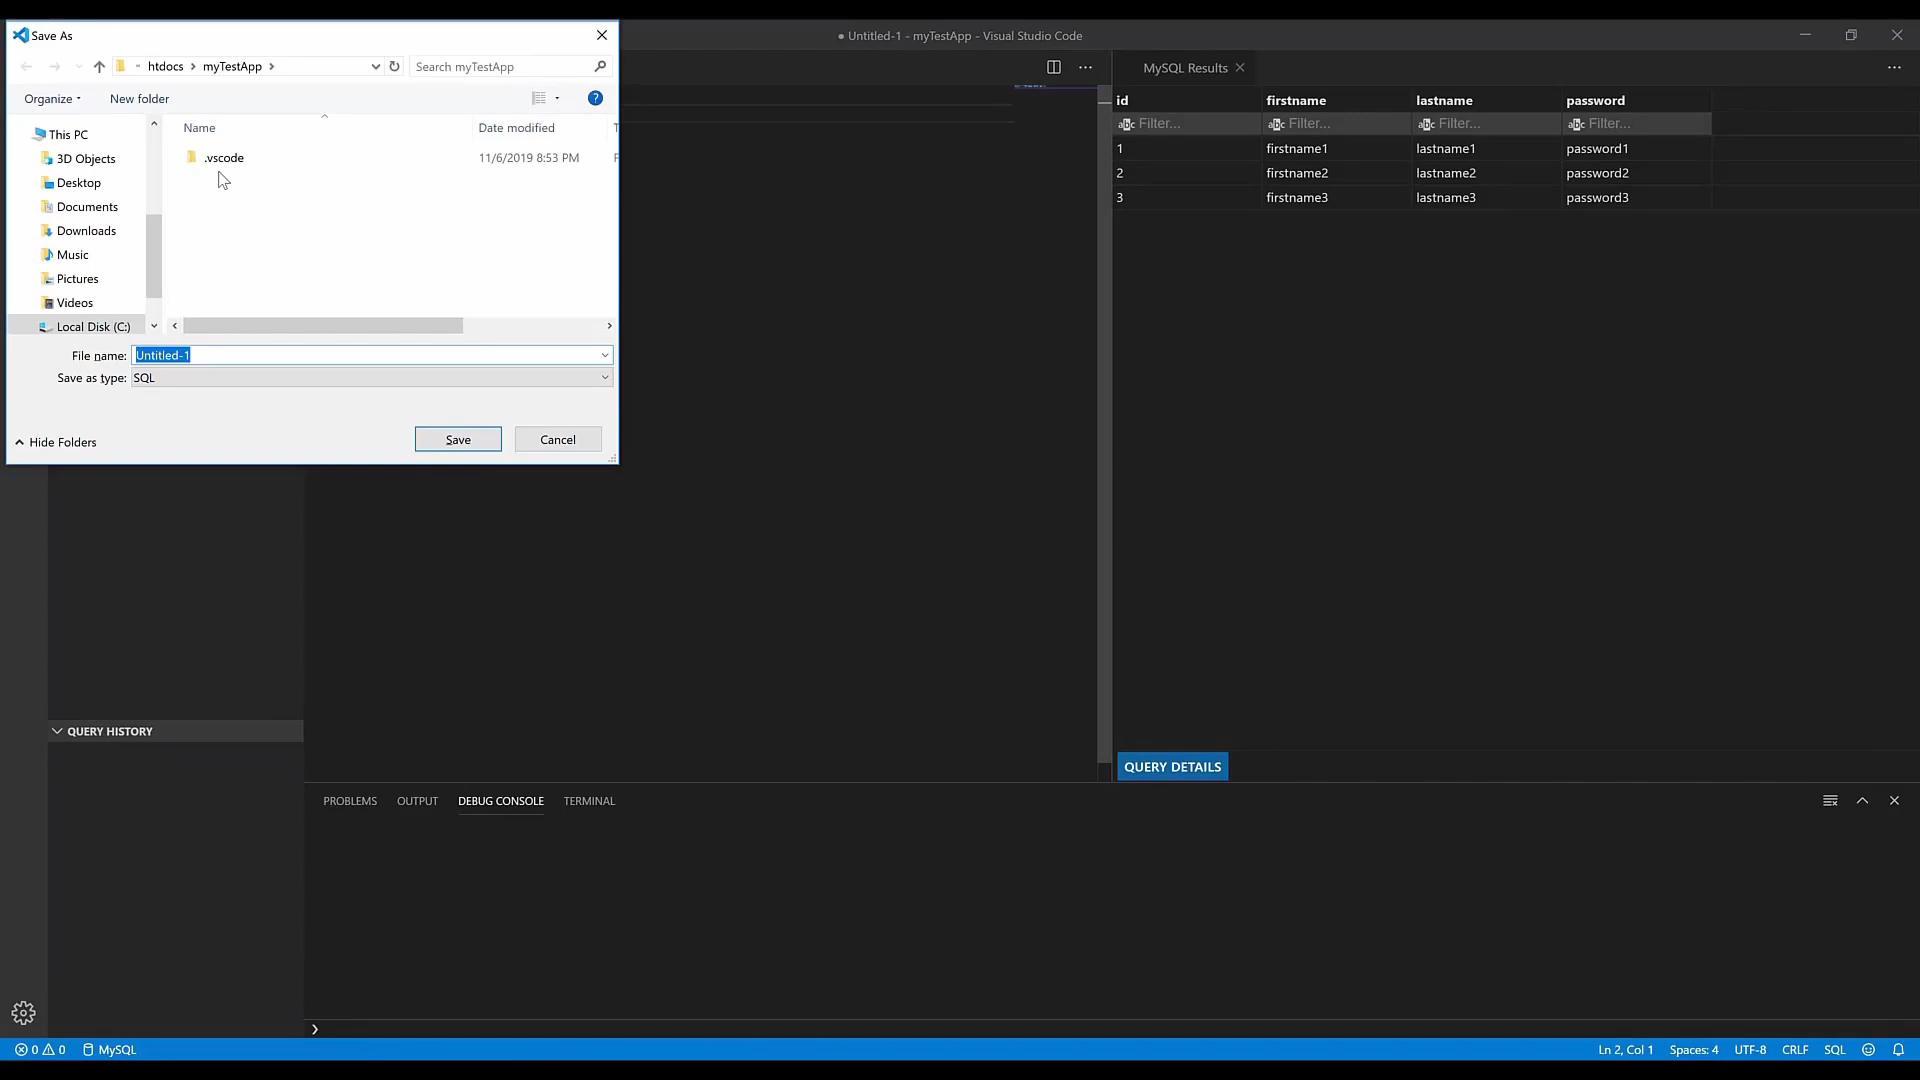 Save As
● Untitled-1 - myTestApp - Visual Studio Code
htdocs
myTestApp
Search myTestApp
MySQL Results
Organize
New folder
?
This PC
3D Objects
Desktop
Documents
Downloads
Music
Pictures
Videos
Local Disk (C:)
Name
Date modified
.vscode
11/6/2019 8:53 PM
File name:
Untitled-1
Save as type:
SQL
Hide Folders
Save
Cancel
id firstname lastname password
abc Filter... abc Filter... abc Filter... abc Filter...
1 firstname1 lastname1 password1
2 firstname2 lastname2 password2
3 firstname3 lastname3 password3
QUERY HISTORY
QUERY DETAILS
PROBLEMS OUTPUT DEBUG CONSOLE TERMINAL
0 0 MySQL
Ln 2, Col 1 Spaces: 4 UTF-8 CRLF SQL